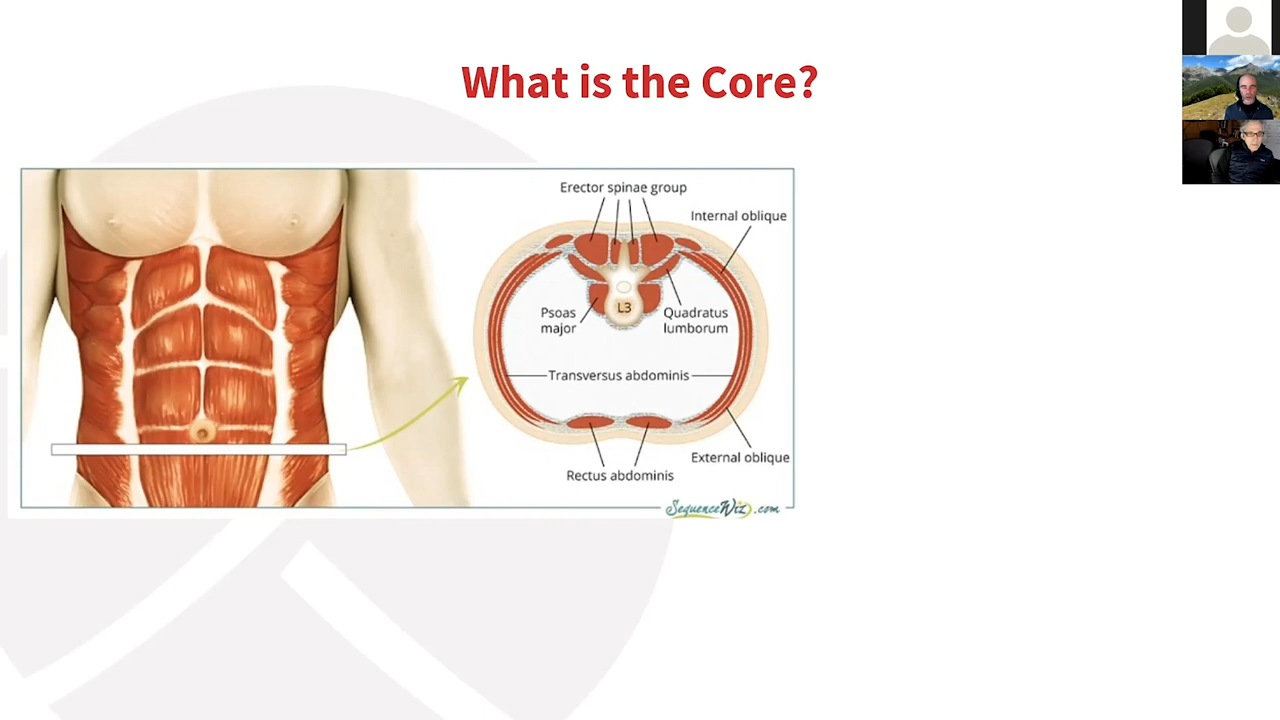 What is the Core?
Erector spinae group
Internal oblique
L3
Psoas
major
Quadratus
lumborum
Transversus abdominis
External oblique
Rectus abdominis
SequenceWiz.com